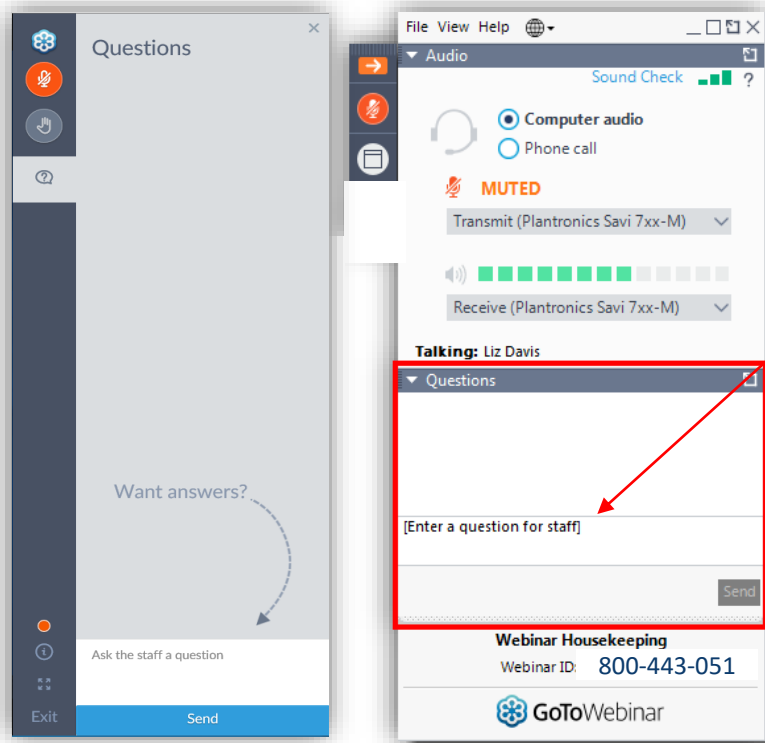 Questions
Want answers?
Ask the staff a question
Send
Exit
File View Help
Audio
Sound Check
?
Computer audio
Phone call
MUTED
Transmit (Plantronics Savi 7xx-M)
Receive (Plantronics Savi 7xx-M)
Talking: Liz Davis
Questions
[Enter a question for staff]
Send
Webinar Housekeeping
Webinar ID: 800-443-051
GoToWebinar